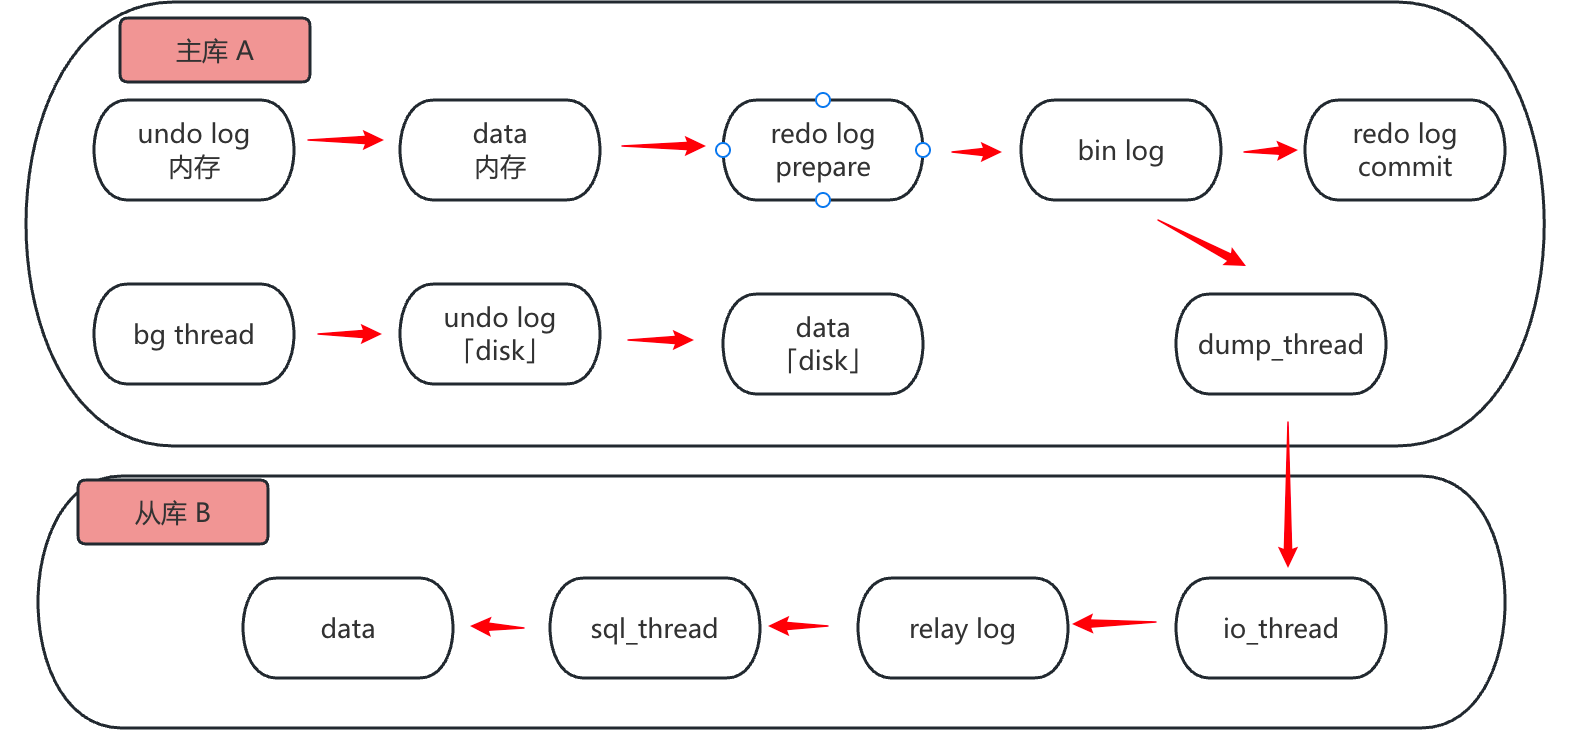 主库 A
undo log
内存
data
内存
redo log
prepare
bin log
redo log
commit
bg thread
undo log
「disk」
data
「disk」
dump_thread
从库 B
data
sql_thread
relay log
io_thread